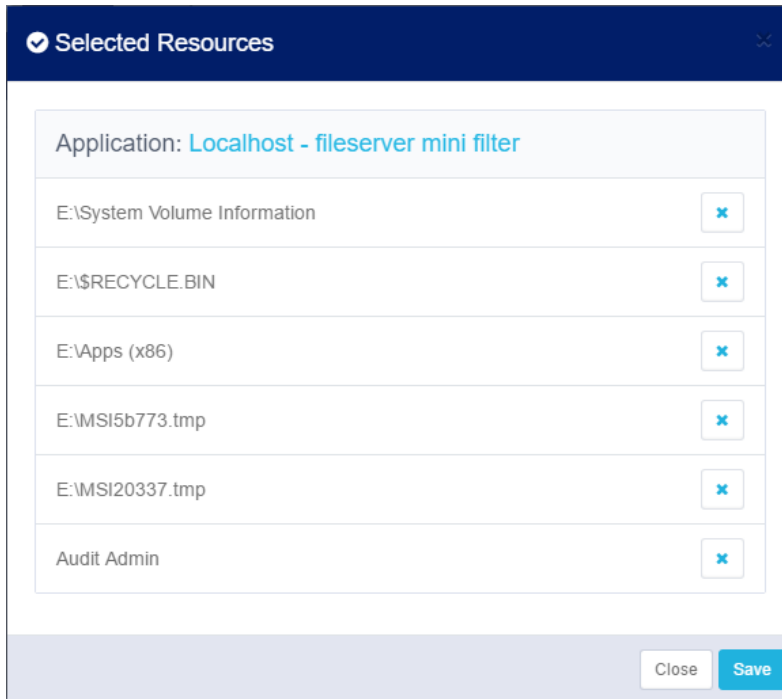 Selected Resources
Application: Localhost - fileserver mini filter
E:\System Volume Information
E:\$RECYCLE.BIN
E:\Apps (x86)
E:\MSI5b773.tmp
E:\MSI20337.tmp
Audit Admin
Close Save